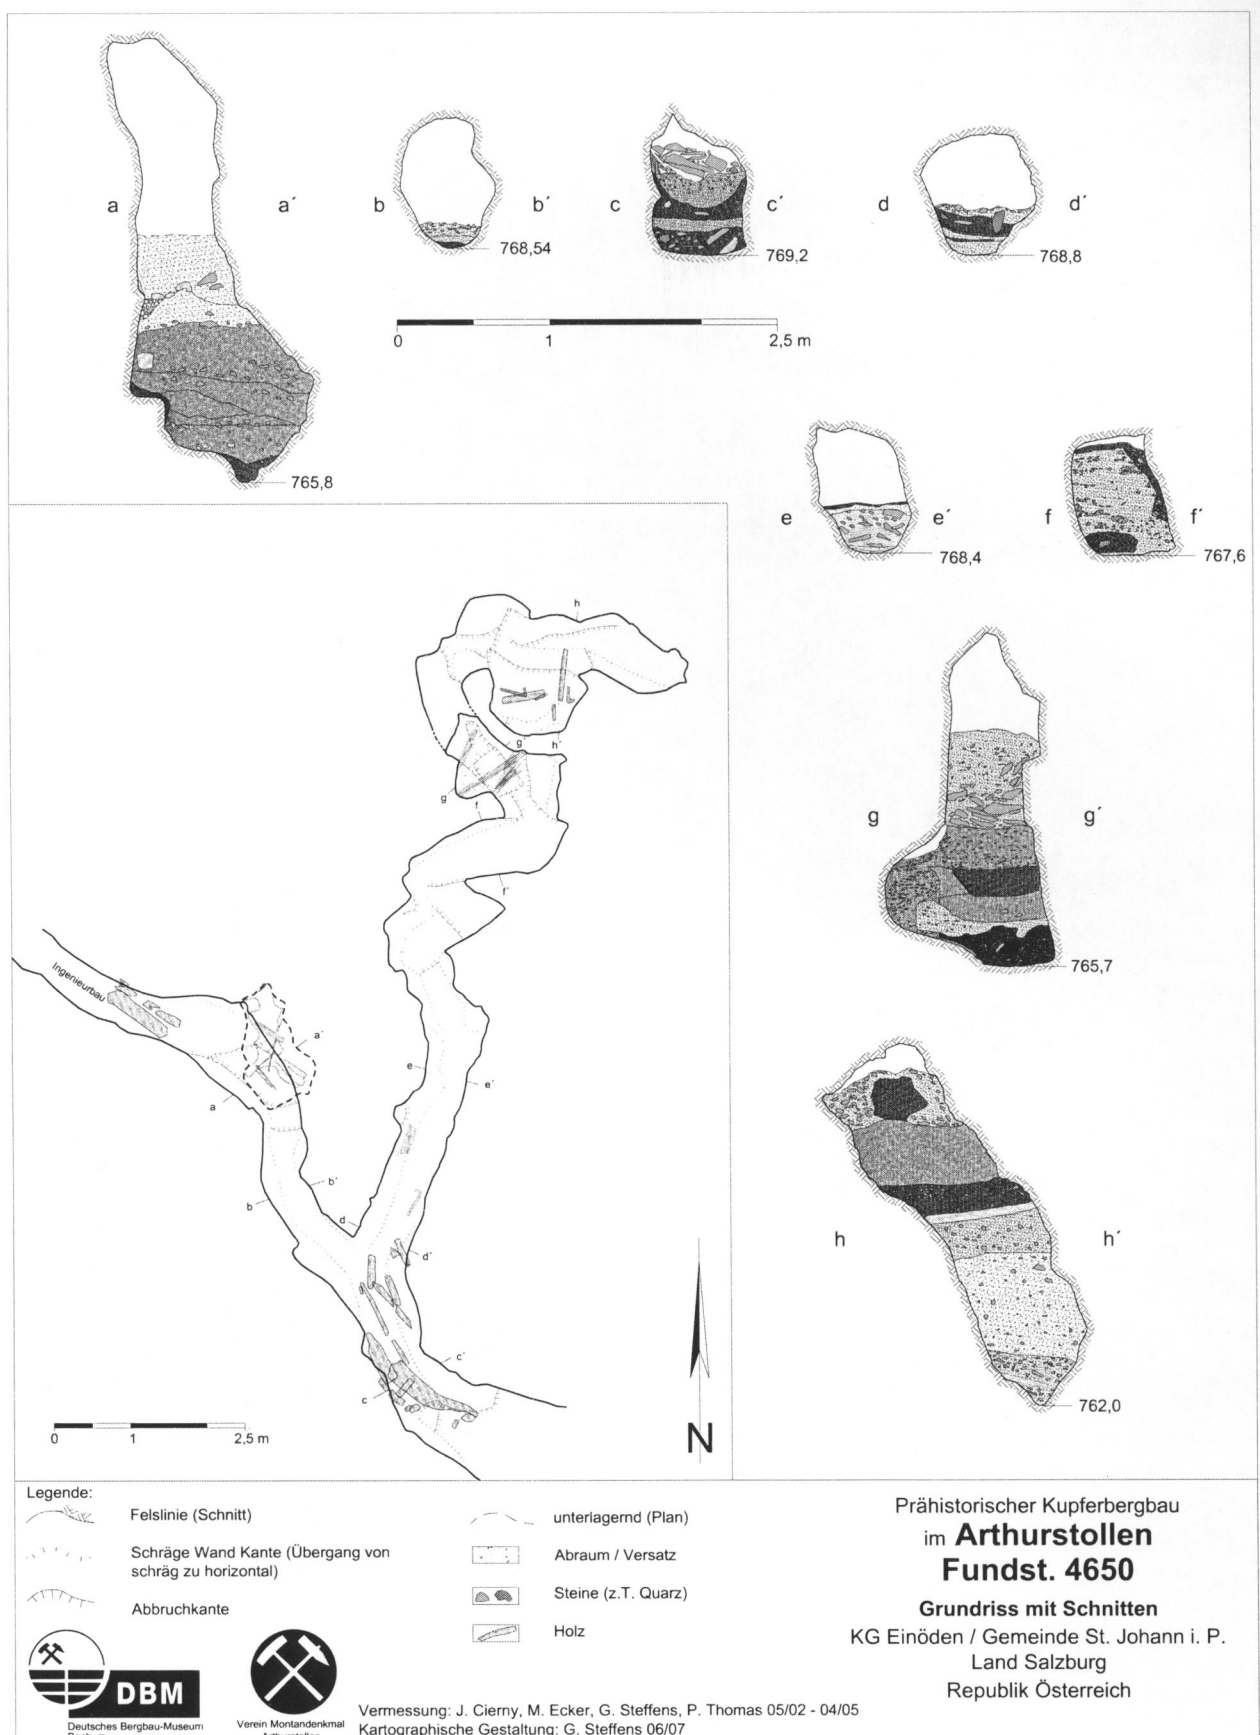 a a´ b b´ c c´ d d´
768,54
769,2
768,8
0 1 2,5 m
765,8
e e´ f f´
768,4
767,6
g g´
765,7
h h´
762,0
h
g´ h´
g
f
f´
Ingenieurbau
a´
e
e´
a
b´
b
d
d´
c´
c
0 1 2,5 m
N
Legende:
Felslinie (Schnitt)
Schräge Wand Kante (Übergang von
schräg zu horizontal)
Abbruchkante
unterlagernd (Plan)
Abraum / Versatz
Steine (z.T. Quarz)
Holz
Prähistorischer Kupferbergbau
im Arthurstollen
Fundst. 4650
Grundriss mit Schnitten
KG Einöden / Gemeinde St. Johann i. P.
Land Salzburg
Republik Österreich
DBM
Deutsches Bergbau-Museum
Verein Montandenkmal
Vermessung: J. Cierny, M. Ecker, G. Steffens, P. Thomas 05/02 - 04/05
Kartographische Gestaltung: G. Steffens 06/07